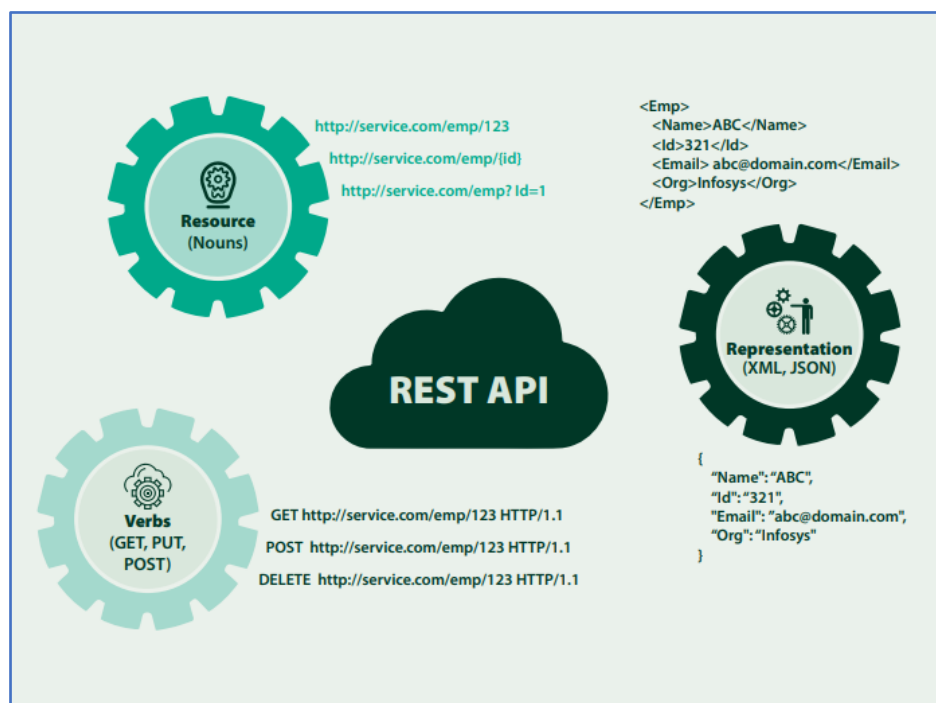 http://service.com/emp/123
http://service.com/emp/{id}
http://service.com/emp? Id=1
Resource
(Nouns)
<Emp>
<Name>ABC</Name>
<Id>321</Id>
<Email> abc@domain.com</Email>
<Org>Infosys</Org>
</Emp>
REST API
Representation
(XML, JSON)
{
“Name": “ABC",
“Id": “321",
"Email": “abc@domain.com",
“Org": “Infosys"
}
Verbs
(GET, PUT,
POST)
GET http://service.com/emp/123 HTTP/1.1
POST http://service.com/emp/123 HTTP/1.1
DELETE http://service.com/emp/123 HTTP/1.1